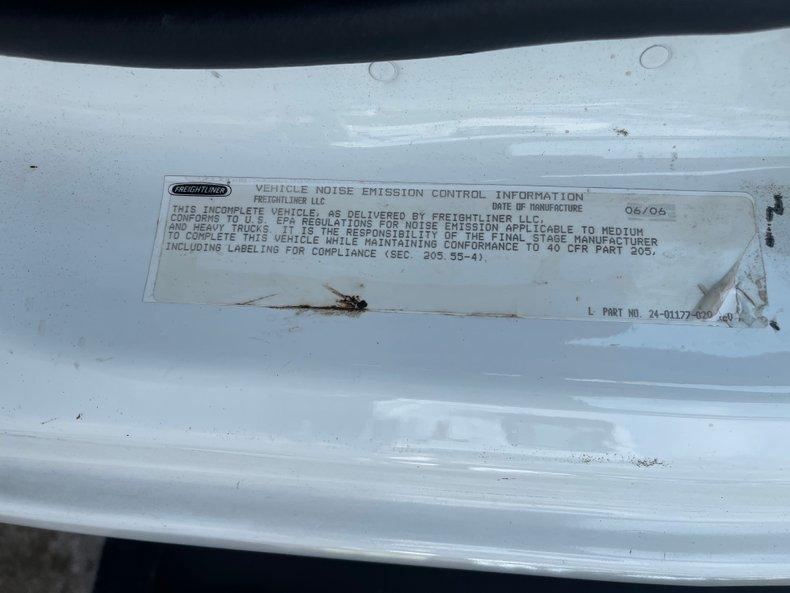 FREIGHTLINER
VEHICLE NOISE EMISSION CONTROL INFORMATION
FREIGHTLINER LLC DATE OF MANUFACTURE 06/06
THIS INCOMPLETE VEHICLE, AS DELIVERED BY FREIGHTLINER LLC,
CONFORMS TO U.S. EPA REGULATIONS FOR NOISE EMISSION APPLICABLE TO MEDIUM
AND HEAVY TRUCKS. IT IS THE RESPONSIBILITY OF THE FINAL STAGE MANUFACTURER
TO COMPLETE THIS VEHICLE WHILE MAINTAINING CONFORMANCE TO 40 CFR PART 205,
INCLUDING LABELING FOR COMPLIANCE (SEC. 205.55-4).
L PART NO. 24-01177-020